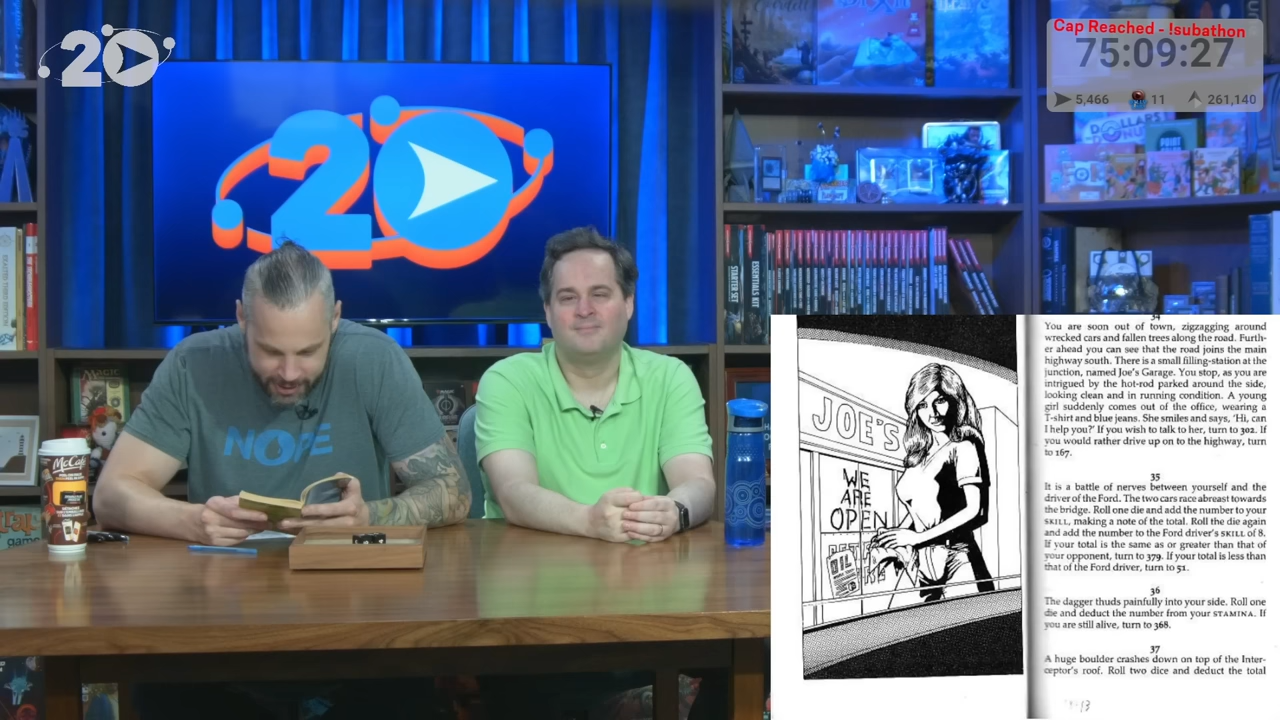 20
Cap Reached - !subathon
75:09:27
5,466
11
261,140
20
STARTER SET
ESSENTIALS KIT
NOPE
McCafé
JOE'S
WE
ARE
OPEN
OIL
34
You are soon out of town, zigzagging around
wrecked cars and fallen trees along the road. Furth-
er ahead you can see that the road joins the main
highway south. There is a small filling-station at the
junction, named Joe's Garage. You stop, as you are
intrigued by the hot-rod parked around the side,
looking clean and in running condition. A young
girl suddenly comes out of the office, wearing a
T-shirt and blue jeans. She smiles and says, 'Hi, can
I help you?' If you wish to talk to her, turn to 302. If
you would rather drive up on to the highway, turn
to 167.
35
It is a battle of nerves between yourself and the
driver of the Ford. The two cars race abreast towards
the bridge. Roll one die and add the number to your
SKILL, making a note of the total. Roll the die again
and add the number to the Ford driver's SKILL of 8.
If your total is the same as or greater than that of
your opponent, turn to 379. If your total is less than
that of the Ford driver, turn to 51.
36
The dagger thuds painfully into your side. Roll one
die and deduct the number from your STAMINA. If
you are still alive, turn to 368.
37
A huge boulder crashes down on top of the Inter-
ceptor's roof. Roll two dice and deduct the total